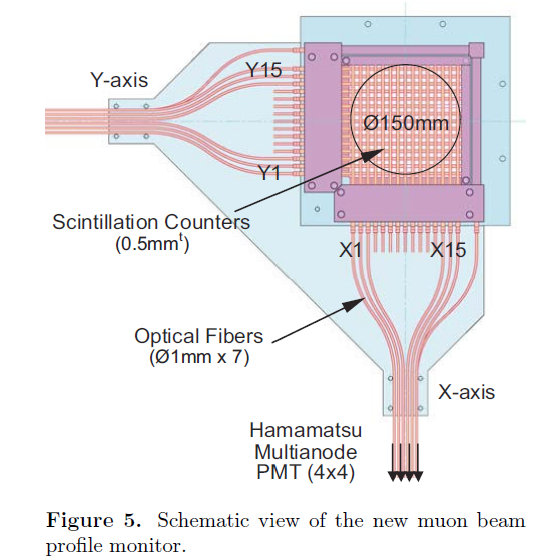 Y-axis
Y15
Ø150mm
Y1
Scintillation Counters
(0.5mmᵗ)
X1
X15
Optical Fibers
(Ø1mm x 7)
X-axis
Hamamatsu
Multianode
PMT (4x4)
Figure 5. Schematic view of the new muon beam
profile monitor.